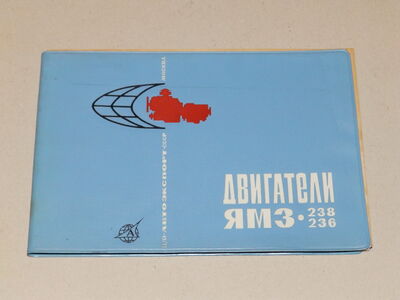 МОСКВА
В/О·АВТОЭКСПОРТ·СССР
ДВИГАТЕЛИ
ЯМЗ·238
236